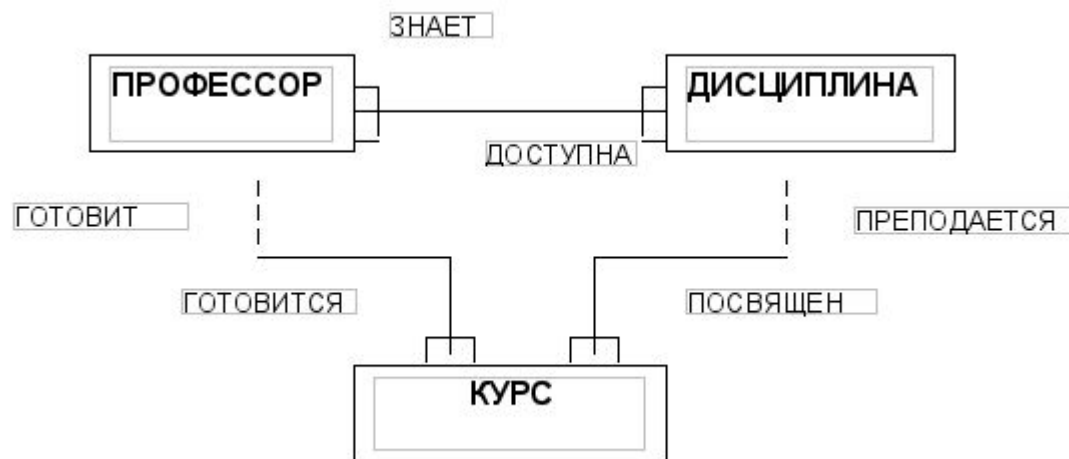 ЗНАЕТ
ПРОФЕССОР
ДИСЦИПЛИНА
ДОСТУПНА
ГОТОВИТ
ПРЕПОДАЕТСЯ
ГОТОВИТСЯ
ПОСВЯЩЕН
КУРС